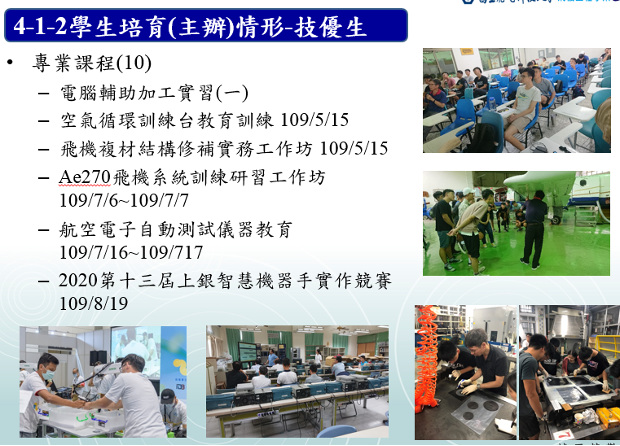 4-1-2學生培育(主辦)情形-技優生
• 專業課程(10)
– 電腦輔助加工實習(一)
– 空氣循環訓練台教育訓練 109/5/15
– 飛機複材結構修補實務工作坊 109/5/15
– Ae270飛機系統訓練研習工作坊
109/7/6~109/7/7
– 航空電子自動測試儀器教育
109/7/16~109/717
– 2020第十三屆上銀智慧機器手實作競賽
109/8/19